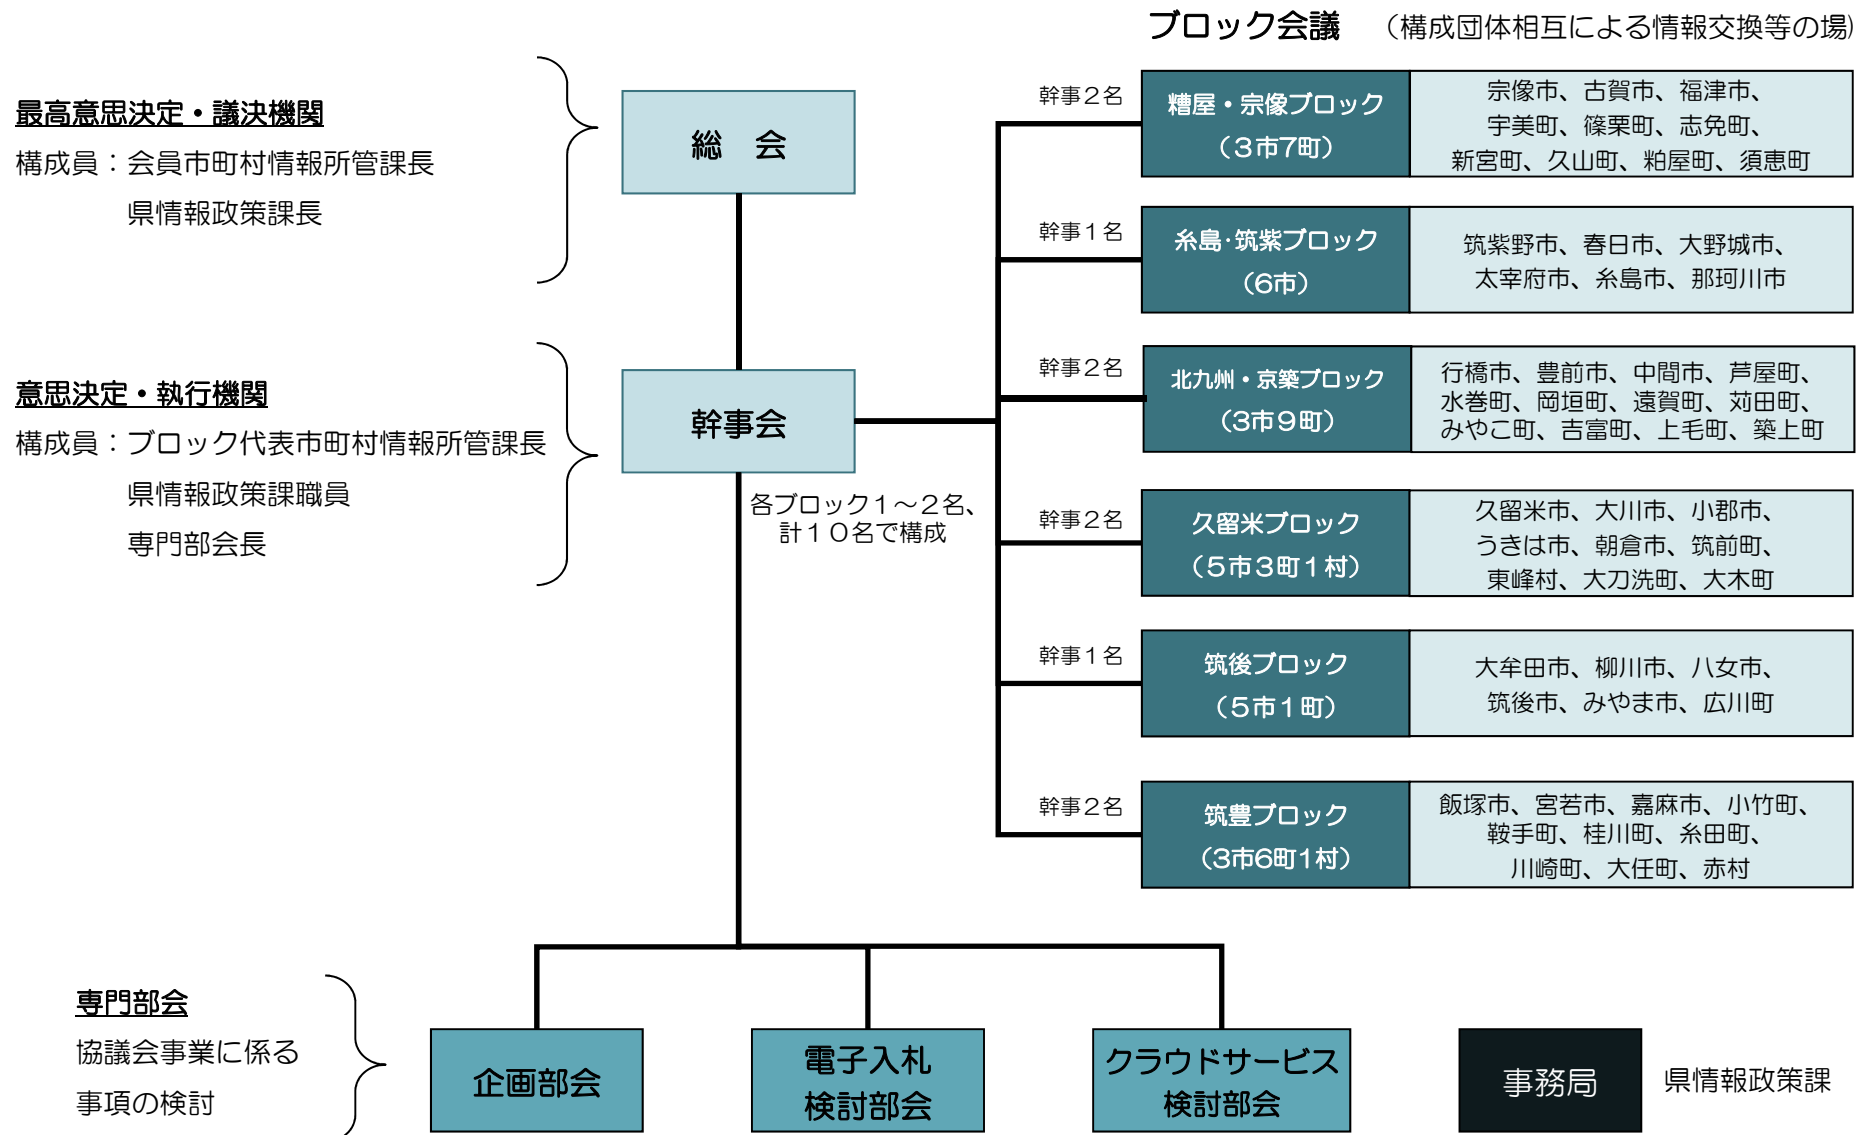 ブロック会議　（構成団体相互による情報交換等の場）
最高意思決定・議決機関
構成員：会員市町村情報所管課長
県情報政策課長
総　会
意思決定・執行機関
構成員：ブロック代表市町村情報所管課長
県情報政策課職員
専門部会長
幹事会
各ブロック１～２名、
計１０名で構成
幹事２名
糟屋・宗像ブロック
（３市7町）
宗像市、古賀市、福津市、
宇美町、篠栗町、志免町、
新宮町、久山町、粕屋町、須恵町
幹事１名
糸島･筑紫ブロック
（6市）
筑紫野市、春日市、大野城市、
太宰府市、糸島市、那珂川市
幹事２名
北九州・京築ブロック
（3市９町）
行橋市、豊前市、中間市、芦屋町、
水巻町、岡垣町、遠賀町、苅田町、
みやこ町、吉富町、上毛町、築上町
幹事２名
久留米ブロック
（５市３町１村）
久留米市、大川市、小郡市、
うきは市、朝倉市、筑前町、
東峰村、大刀洗町、大木町
幹事１名
筑後ブロック
（５市１町）
大牟田市、柳川市、八女市、
筑後市、みやま市、広川町
幹事２名
筑豊ブロック
（3市6町1村）
飯塚市、宮若市、嘉麻市、小竹町、
鞍手町、桂川町、糸田町、
川崎町、大任町、赤村
専門部会
協議会事業に係る
事項の検討
企画部会
電子入札
検討部会
クラウドサービス
検討部会
事務局
県情報政策課